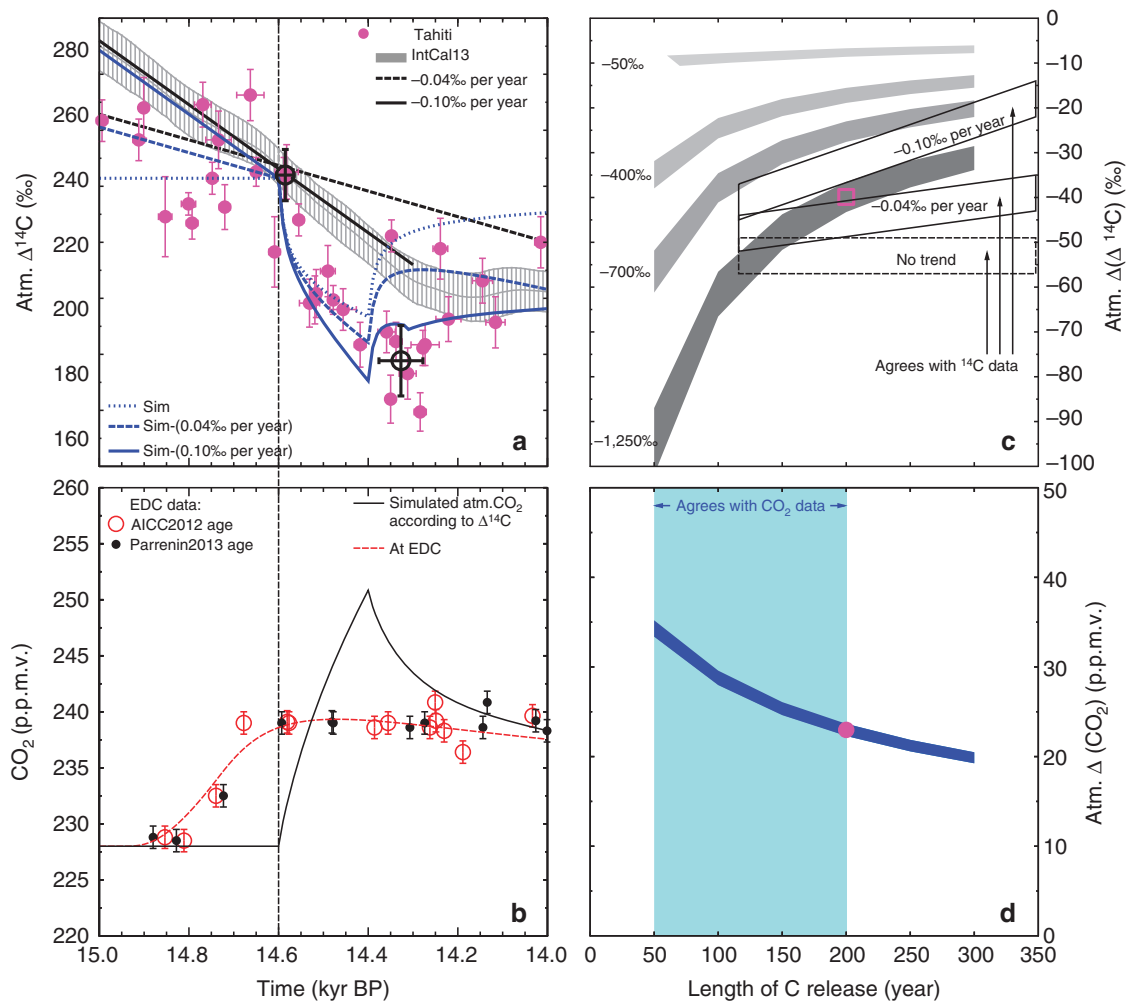 280
260
240
220
200
180
160
Atm. Δ¹⁴C (‰)
Tahiti
IntCal13
−0.04‰ per year
−0.10‰ per year
Sim
Sim-(0.04‰ per year)
Sim-(0.10‰ per year)
a
0
−10
−20
−30
−40
−50
−60
−70
−80
−90
−100
Atm. Δ(Δ ¹⁴C) (‰)
−50‰
−400‰
−700‰
−1,250‰
−0.10‰ per year
−0.04‰ per year
No trend
Agrees with ¹⁴C data
c
260
255
250
245
240
235
230
225
220
CO₂ (p.p.m.v.)
EDC data:
AICC2012 age
Parrenin2013 age
Simulated atm.CO₂
according to Δ¹⁴C
At EDC
b
15.0
14.8
14.6
14.4
14.2
14.0
Time (kyr BP)
50
40
30
20
10
0
Atm. Δ (CO₂) (p.p.m.v.)
Agrees with CO₂ data
d
0
50
100
150
200
250
300
350
Length of C release (year)